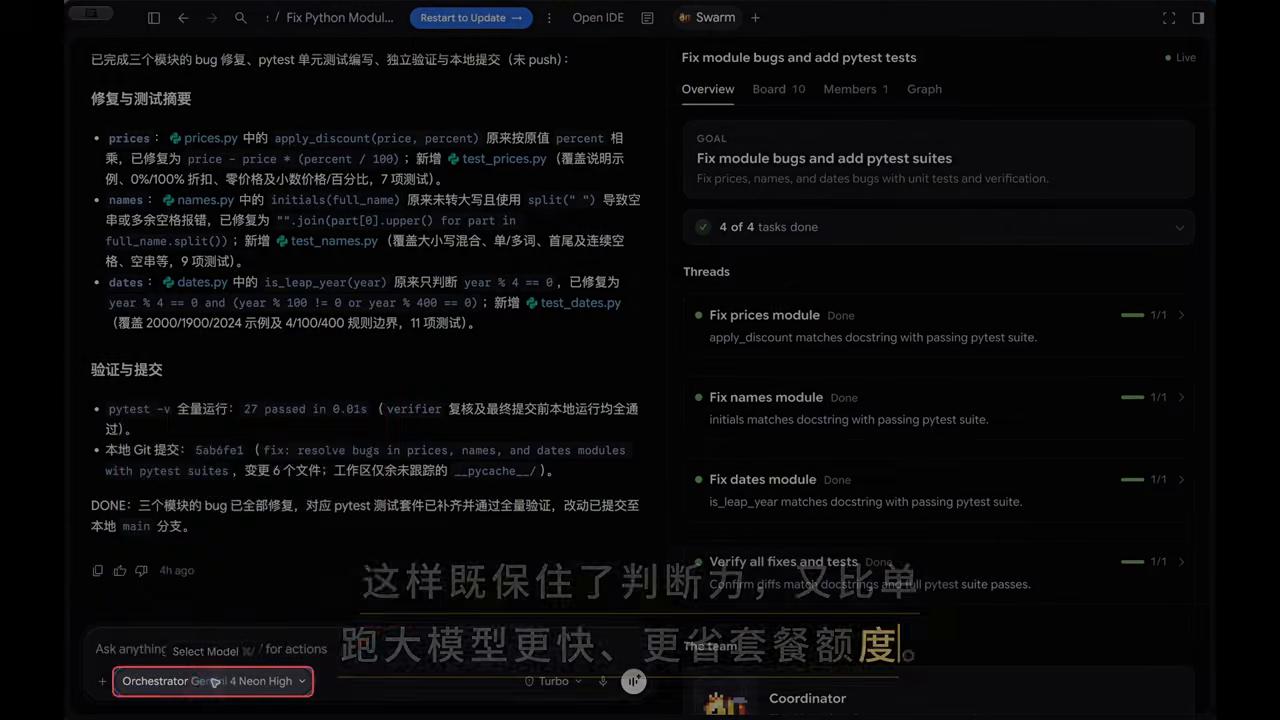 : / Fix Python Modul...
Restart to Update →
Open IDE
Swarm
已完成三个模块的 bug 修复、pytest 单元测试编写、独立验证与本地提交（未 push）：
修复与测试摘要
prices： prices.py 中的 apply_discount(price, percent) 原来按原值 percent 相
乘，已修复为 price - price * (percent / 100)；新增 test_prices.py（覆盖说明示
例、0%/100% 折扣、零价格及小数价格/百分比，7 项测试）。
names： names.py 中的 initials(full_name) 原来未转大写且使用 split(" ") 导致空
串或多余空格报错，已修复为 "".join(part[0].upper() for part in
full_name.split())；新增 test_names.py（覆盖大小写混合、单/多词、首尾及连续空
格、空串等，9 项测试）。
dates： dates.py 中的 is_leap_year(year) 原来只判断 year % 4 == 0，已修复为
year % 4 == 0 and (year % 100 != 0 or year % 400 == 0)；新增 test_dates.py
（覆盖 2000/1900/2024 示例及 4/100/400 规则边界，11 项测试）。
验证与提交
pytest -v 全量运行：27 passed in 0.01s（verifier 复核及最终提交前本地运行均全通
过）。
本地 Git 提交：5ab6fe1（fix: resolve bugs in prices, names, and dates modules
with pytest suites，变更 6 个文件；工作区仅余未跟踪的 __pycache__/）。
DONE：三个模块的 bug 已全部修复，对应 pytest 测试套件已补齐并通过全量验证，改动已提交至
本地 main 分支。
4h ago
Ask anything
Select Model
for actions
Orchestrator Gemini 4 Neon High
Turbo
Fix module bugs and add pytest tests
Live
Overview Board 10 Members 1 Graph
GOAL
Fix module bugs and add pytest suites
Fix prices, names, and dates bugs with unit tests and verification.
4 of 4 tasks done
Threads
Fix prices module Done 1/1
apply_discount matches docstring with passing pytest suite.
Fix names module Done 1/1
initials matches docstring with passing pytest suite.
Fix dates module Done 1/1
is_leap_year matches docstring with passing pytest suite.
Verify all fixes and tests Done 1/1
Confirm diffs match docstrings and full pytest suite passes.
The team
Coordinator
这样既保住了判断力，又比单
跑大模型更快、更省套餐额度。